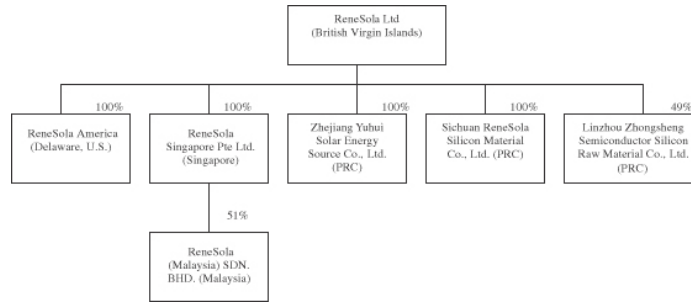 ReneSola Ltd
(British Virgin Islands)
100%
100%
100%
100%
49%
ReneSola America
(Delaware, U.S.)
ReneSola
Singapore Pte Ltd.
(Singapore)
Zhejiang Yuhui
Solar Energy
Source Co., Ltd.
(PRC)
Sichuan ReneSola
Silicon Material
Co., Ltd. (PRC)
Linzhou Zhongsheng
Semiconductor Silicon
Raw Material Co., Ltd.
(PRC)
51%
ReneSola
(Malaysia) SDN.
BHD. (Malaysia)